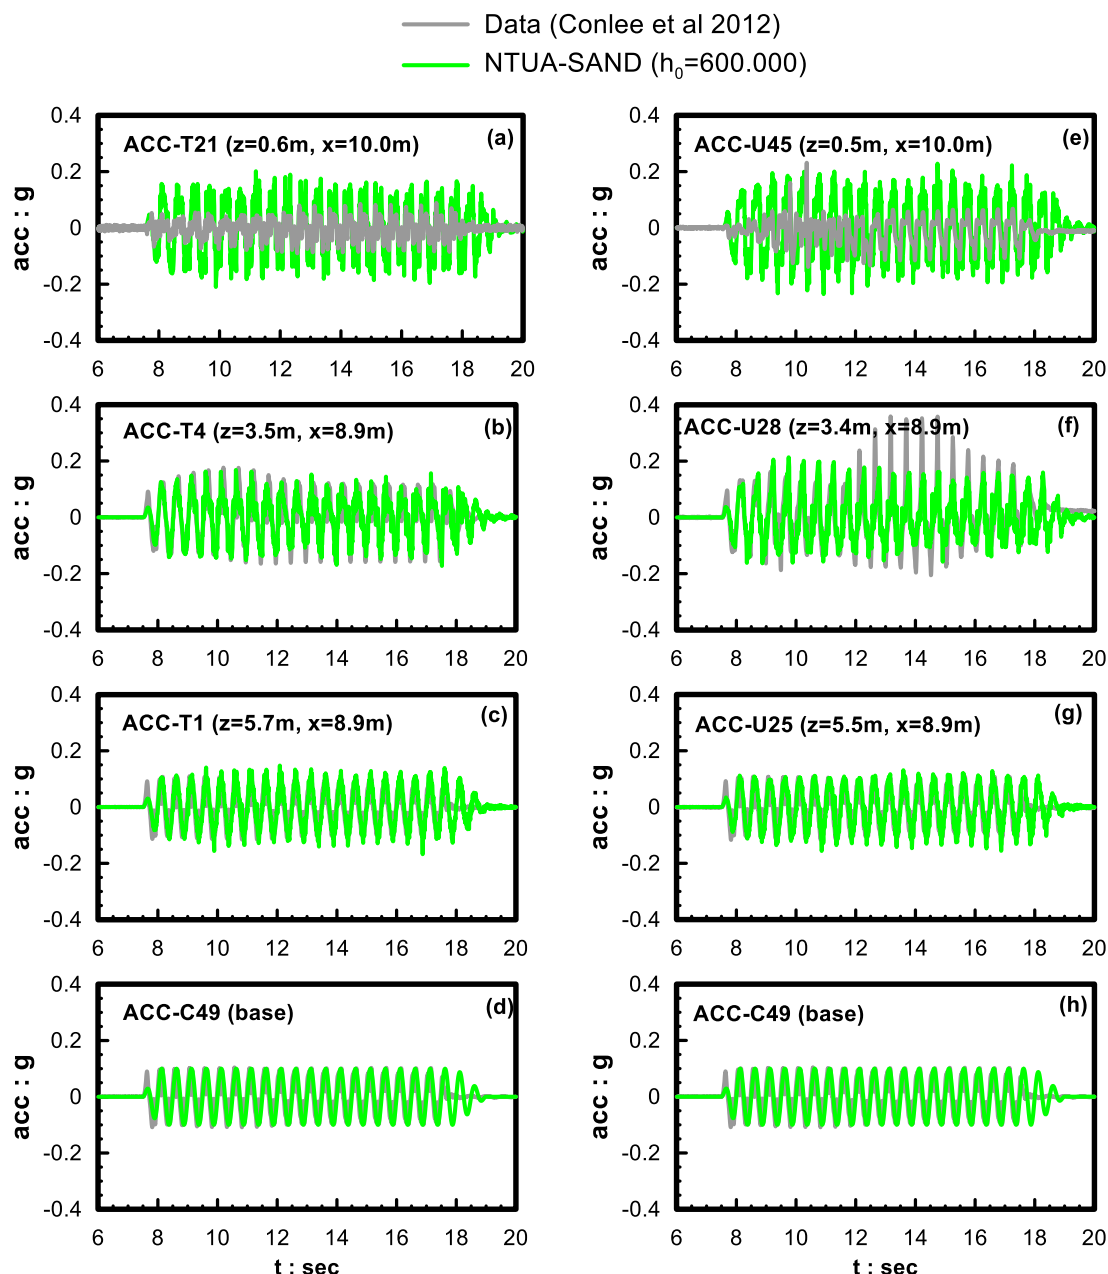 Data (Conlee et al 2012)
NTUA-SAND (h₀=600.000)
0.4
0.2
0
-0.2
-0.4
acc : g
ACC-T21 (z=0.6m, x=10.0m)
(a)
6 8 10 12 14 16 18 20
0.4
0.2
0
-0.2
-0.4
acc : g
ACC-U45 (z=0.5m, x=10.0m)
(e)
6 8 10 12 14 16 18 20
0.4
0.2
0
-0.2
-0.4
acc : g
ACC-T4 (z=3.5m, x=8.9m)
(b)
6 8 10 12 14 16 18 20
0.4
0.2
0
-0.2
-0.4
acc : g
ACC-U28 (z=3.4m, x=8.9m)
(f)
6 8 10 12 14 16 18 20
0.4
0.2
0
-0.2
-0.4
acc : g
ACC-T1 (z=5.7m, x=8.9m)
(c)
6 8 10 12 14 16 18 20
0.4
0.2
0
-0.2
-0.4
acc : g
ACC-U25 (z=5.5m, x=8.9m)
(g)
6 8 10 12 14 16 18 20
0.4
0.2
0
-0.2
-0.4
acc : g
ACC-C49 (base)
(d)
6 8 10 12 14 16 18 20
t : sec
0.4
0.2
0
-0.2
-0.4
acc : g
ACC-C49 (base)
(h)
6 8 10 12 14 16 18 20
t : sec